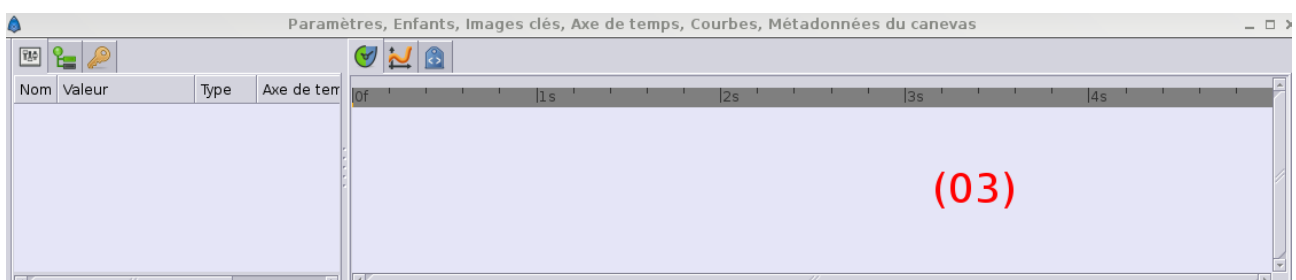 Paramètres, Enfants, Images clés, Axe de temps, Courbes, Métadonnées du canevas
Nom Valeur Type Axe de tem
0f 1s 2s 3s 4s
(03)